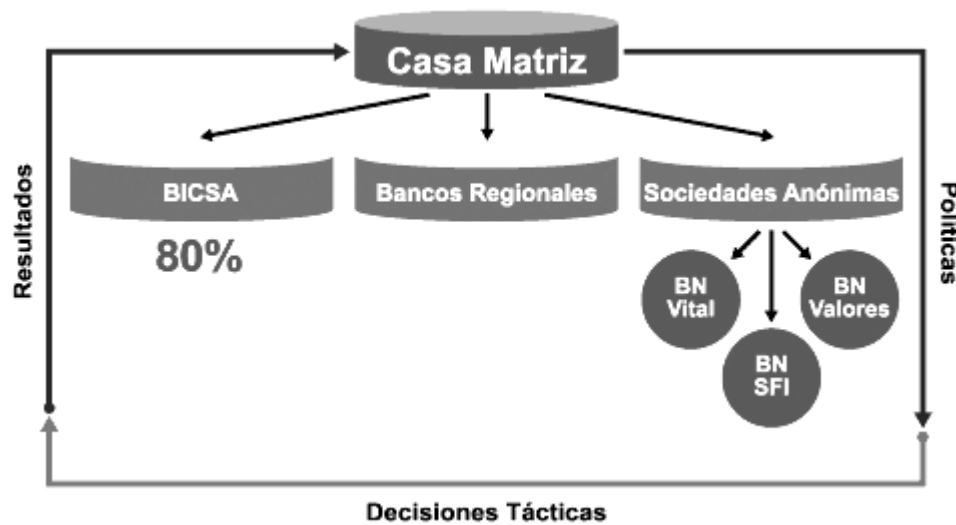 Casa Matriz
BICSA
Bancos Regionales
Sociedades Anónimas
80%
BN
Vital
BN
Valores
BN
SFI
Resultados
Políticas
Decisiones Tácticas